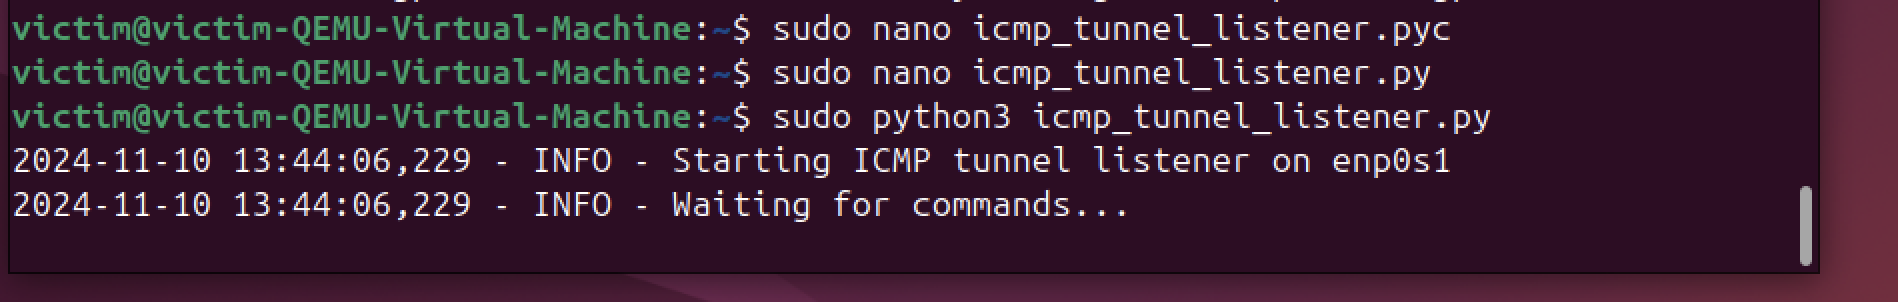 victim@victim-QEMU-Virtual-Machine:~$ sudo nano icmp_tunnel_listener.pyc
victim@victim-QEMU-Virtual-Machine:~$ sudo nano icmp_tunnel_listener.py
victim@victim-QEMU-Virtual-Machine:~$ sudo python3 icmp_tunnel_listener.py
2024-11-10 13:44:06,229 - INFO - Starting ICMP tunnel listener on enp0s1
2024-11-10 13:44:06,229 - INFO - Waiting for commands...